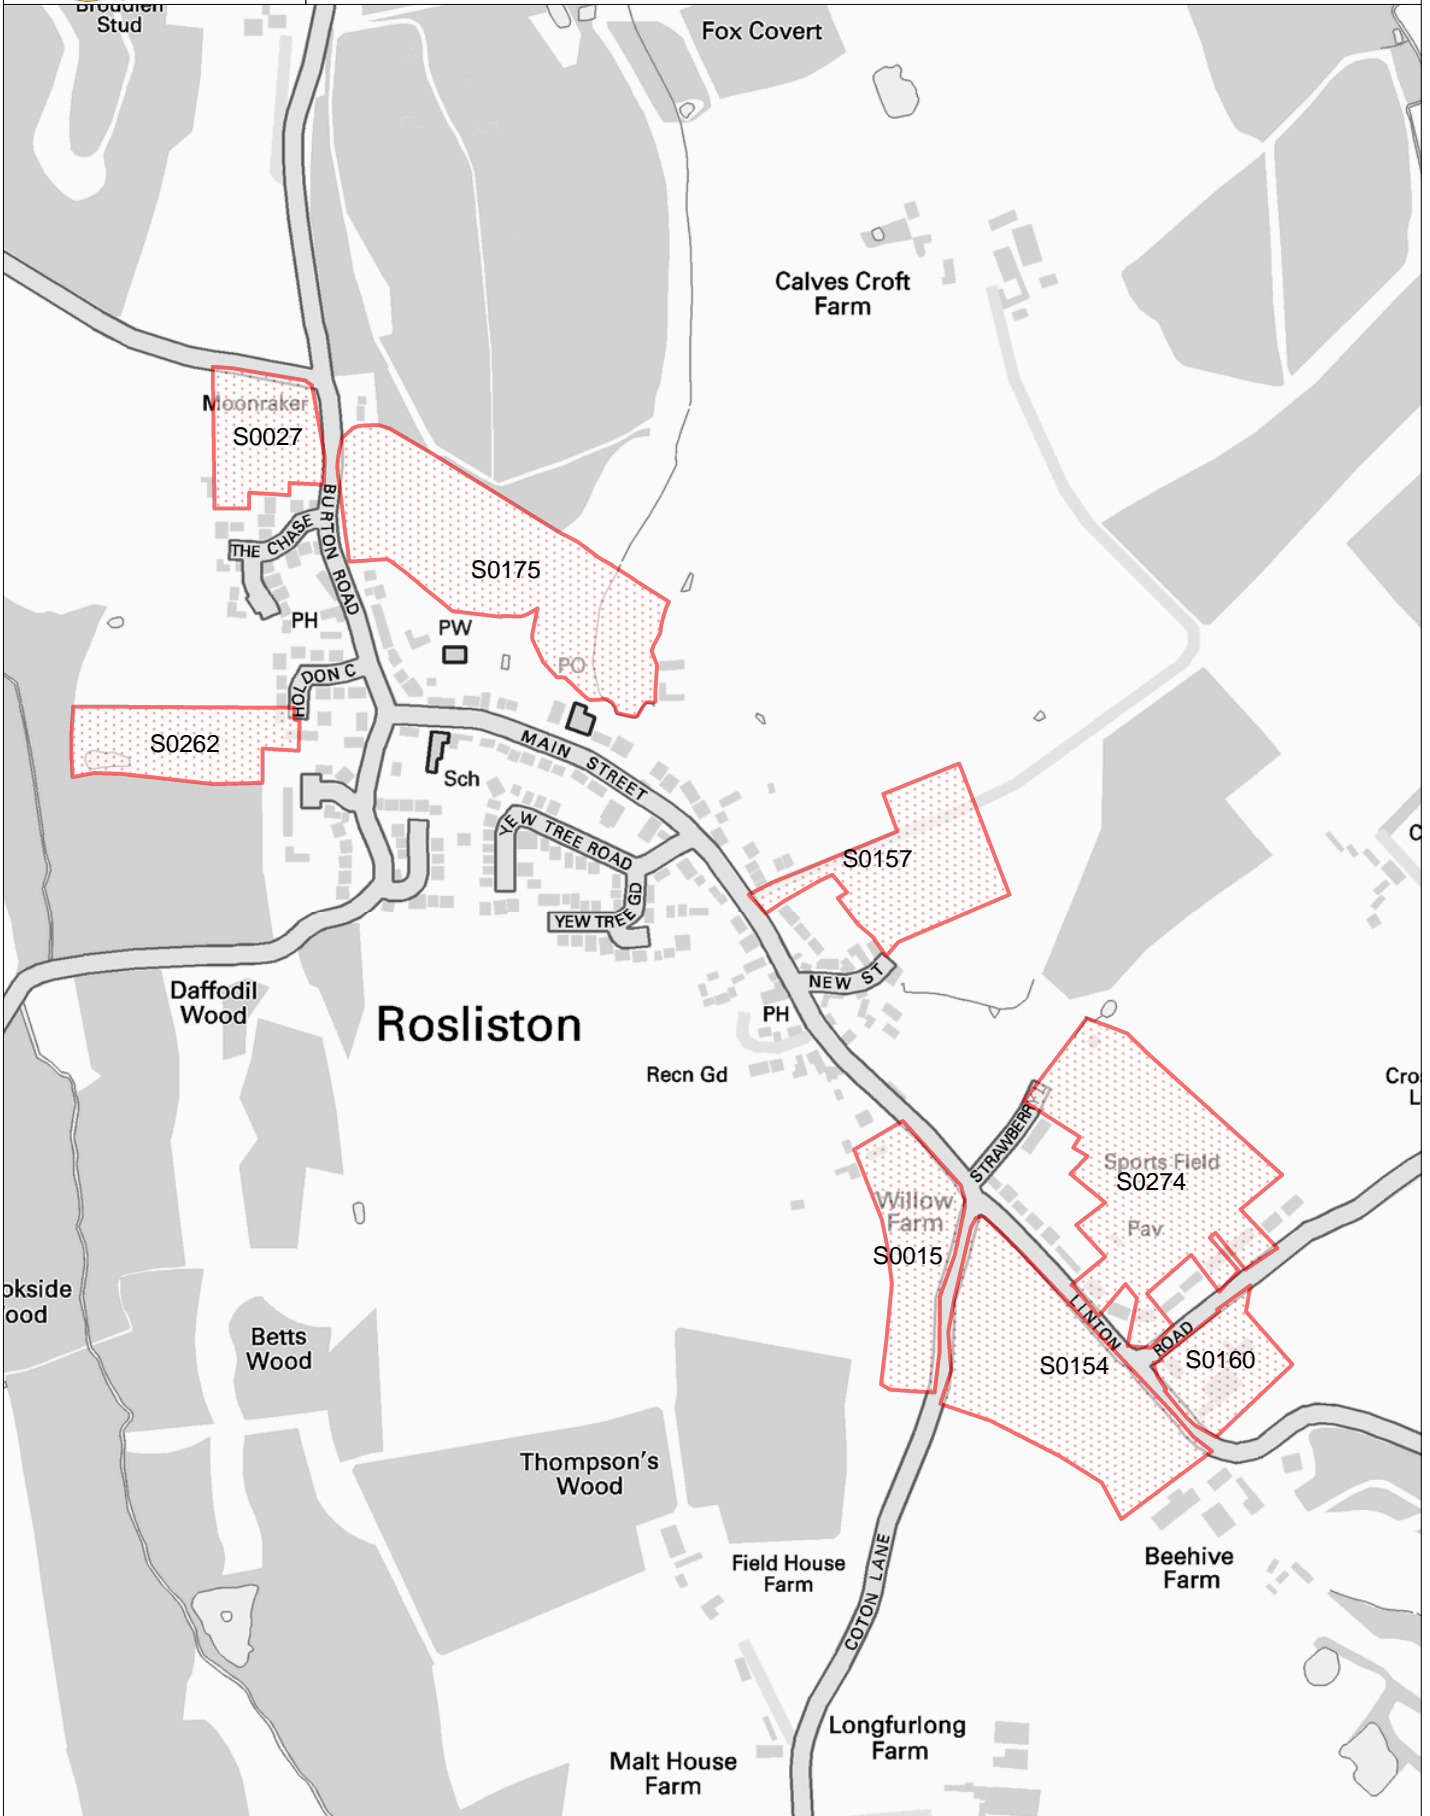 Broadlen
Stud
Fox Covert
Calves Croft
Farm
Moonraker
S0027
BURTON ROAD
THE CHASE
S0175
PH
PW
PO
HOLDON C
S0262
MAIN STREET
Sch
YEW TREE ROAD
S0157
YEW TREE GD
NEW ST
Daffodil
Wood
Rosliston
PH
Recn Gd
Cro
L
STRAWBERRY L
Sports Field
S0274
Willow
Farm
Pav
S0015
okside
ood
LINTON ROAD
Betts
Wood
S0154
S0160
Thompson's
Wood
Field House
Farm
Beehive
Farm
COTON LANE
Longfurlong
Farm
Malt House
Farm